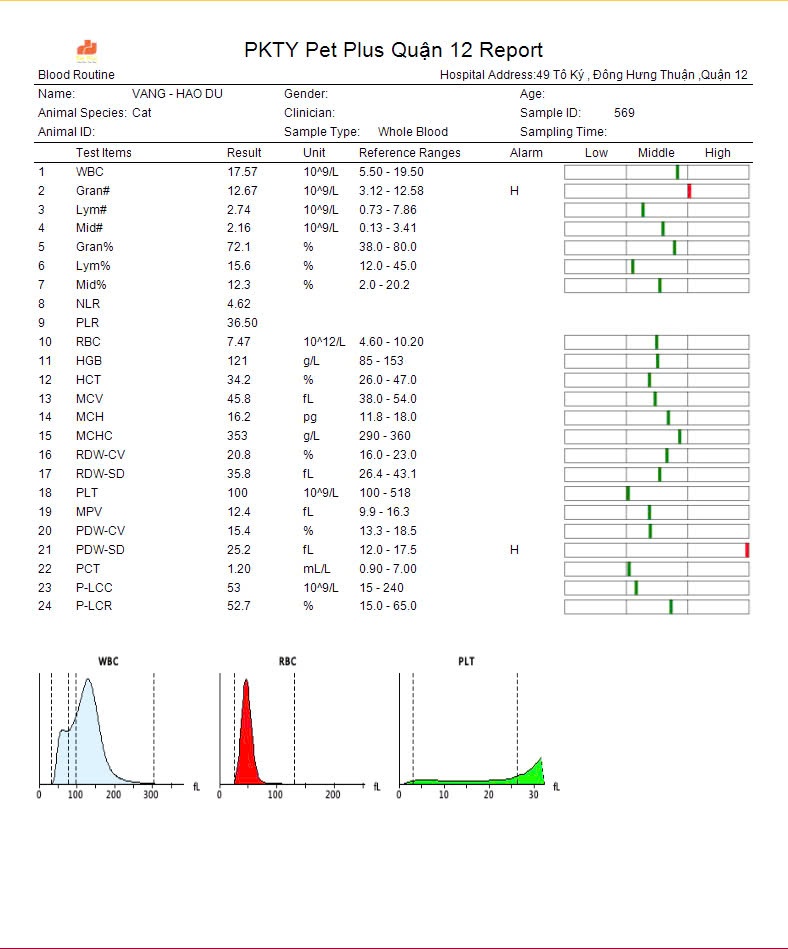 PKTY Pet Plus Quận 12 Report
Blood Routine Hospital Address:49 Tô Ký , Đông Hưng Thuận ,Quận 12
Name: VANG - HAO DU Gender: Age:
Animal Species: Cat Clinician: Sample ID: 569
Animal ID: Sample Type: Whole Blood Sampling Time:
Test Items Result Unit Reference Ranges Alarm Low Middle High
1 WBC 17.57 10^9/L 5.50 - 19.50
2 Gran# 12.67 10^9/L 3.12 - 12.58 H
3 Lym# 2.74 10^9/L 0.73 - 7.86
4 Mid# 2.16 10^9/L 0.13 - 3.41
5 Gran% 72.1 % 38.0 - 80.0
6 Lym% 15.6 % 12.0 - 45.0
7 Mid% 12.3 % 2.0 - 20.2
8 NLR 4.62
9 PLR 36.50
10 RBC 7.47 10^12/L 4.60 - 10.20
11 HGB 121 g/L 85 - 153
12 HCT 34.2 % 26.0 - 47.0
13 MCV 45.8 fL 38.0 - 54.0
14 MCH 16.2 pg 11.8 - 18.0
15 MCHC 353 g/L 290 - 360
16 RDW-CV 20.8 % 16.0 - 23.0
17 RDW-SD 35.8 fL 26.4 - 43.1
18 PLT 100 10^9/L 100 - 518
19 MPV 12.4 fL 9.9 - 16.3
20 PDW-CV 15.4 % 13.3 - 18.5
21 PDW-SD 25.2 fL 12.0 - 17.5 H
22 PCT 1.20 mL/L 0.90 - 7.00
23 P-LCC 53 10^9/L 15 - 240
24 P-LCR 52.7 % 15.0 - 65.0
WBC RBC PLT
0 100 200 300 fL 0 100 200 fL 0 10 20 30 fL